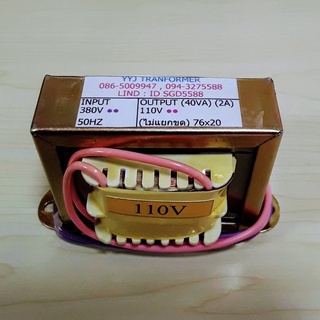 YYJ TRANFORMER
086-5009947 , 094-3275588
LIND : ID SGD5588
INPUT
380V
50HZ
OUTPUT (40VA) (2A)
110V
(ไม่แยกขด) 76x20
110V